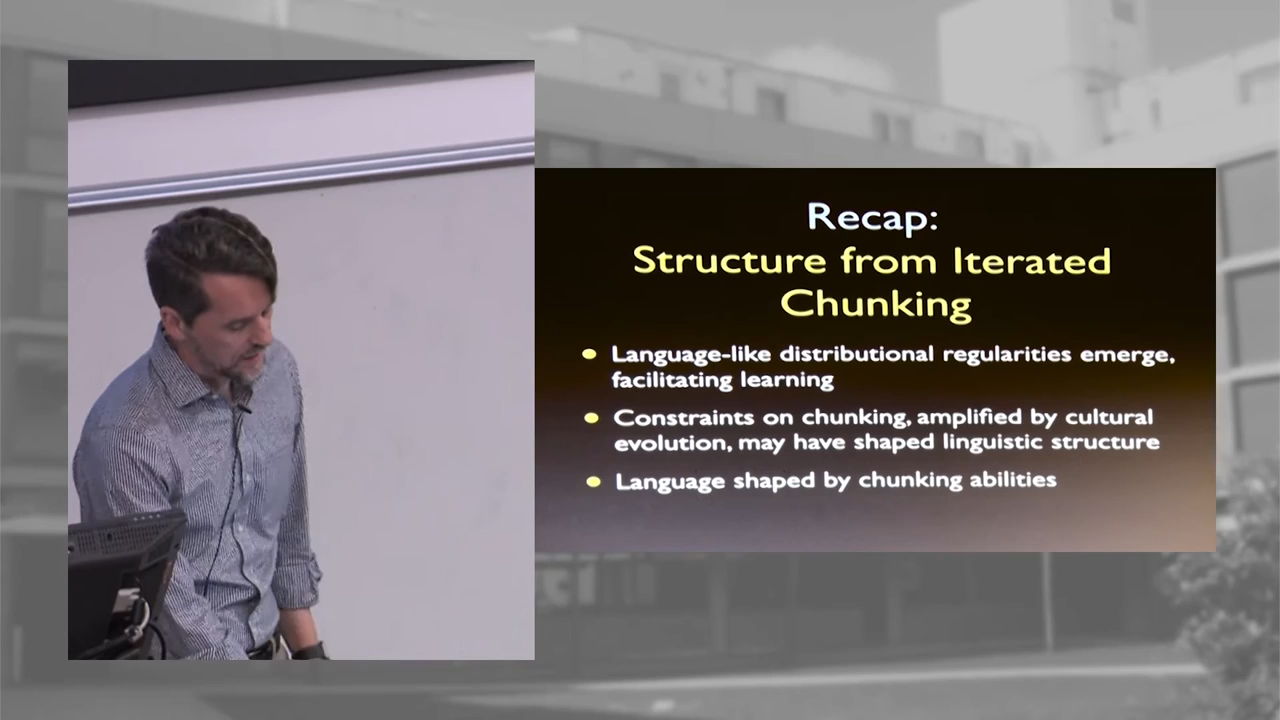 Recap:
Structure from Iterated
Chunking
Language-like distributional regularities emerge,
facilitating learning
Constraints on chunking, amplified by cultural
evolution, may have shaped linguistic structure
Language shaped by chunking abilities